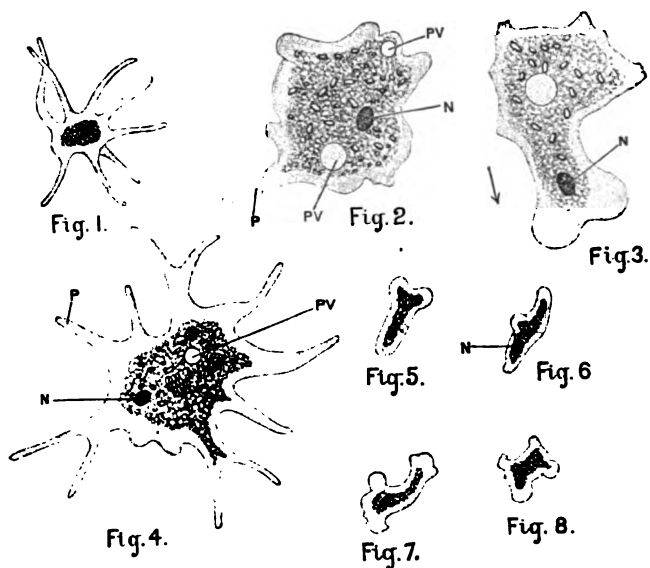 PV
N
N
P
PV
Fig. 1.
Fig. 2.
Fig. 3.
P
PV
N
N
Fig. 5.
Fig. 6
Fig. 4.
Fig. 7.
Fig. 8.